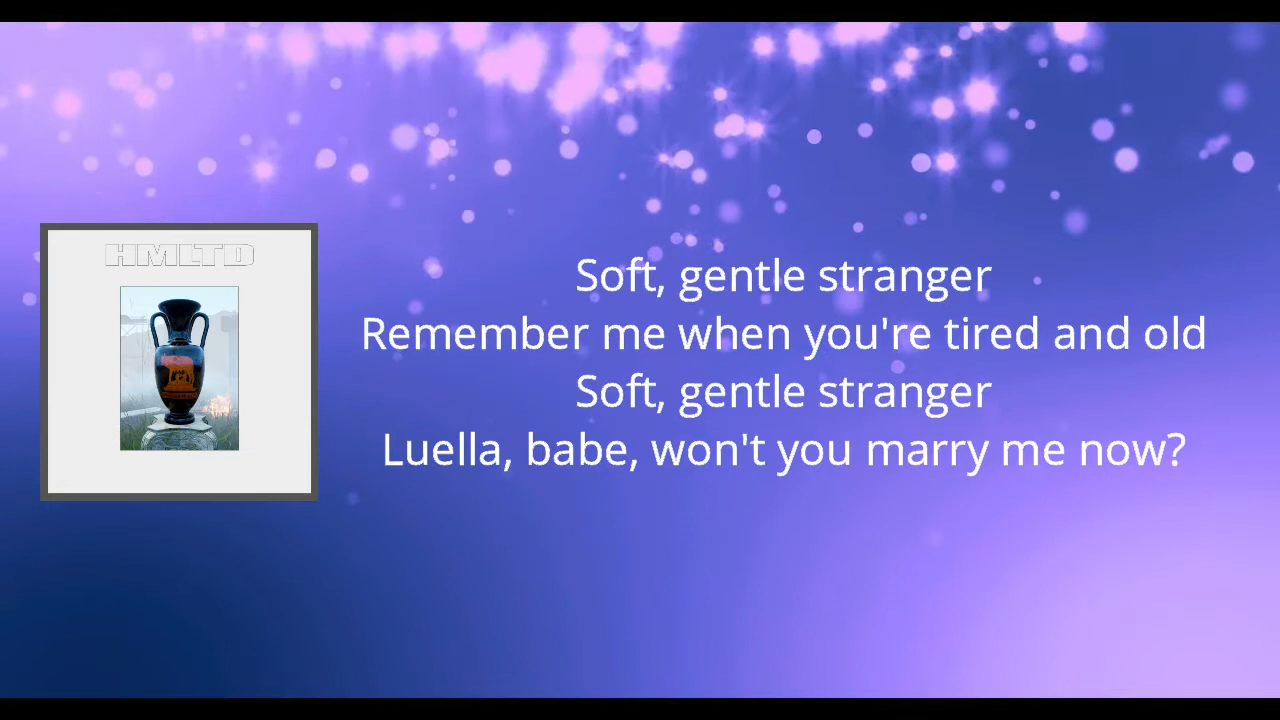 HMLTD
Soft, gentle stranger
Remember me when you're tired and old
Soft, gentle stranger
Luella, babe, won't you marry me now?